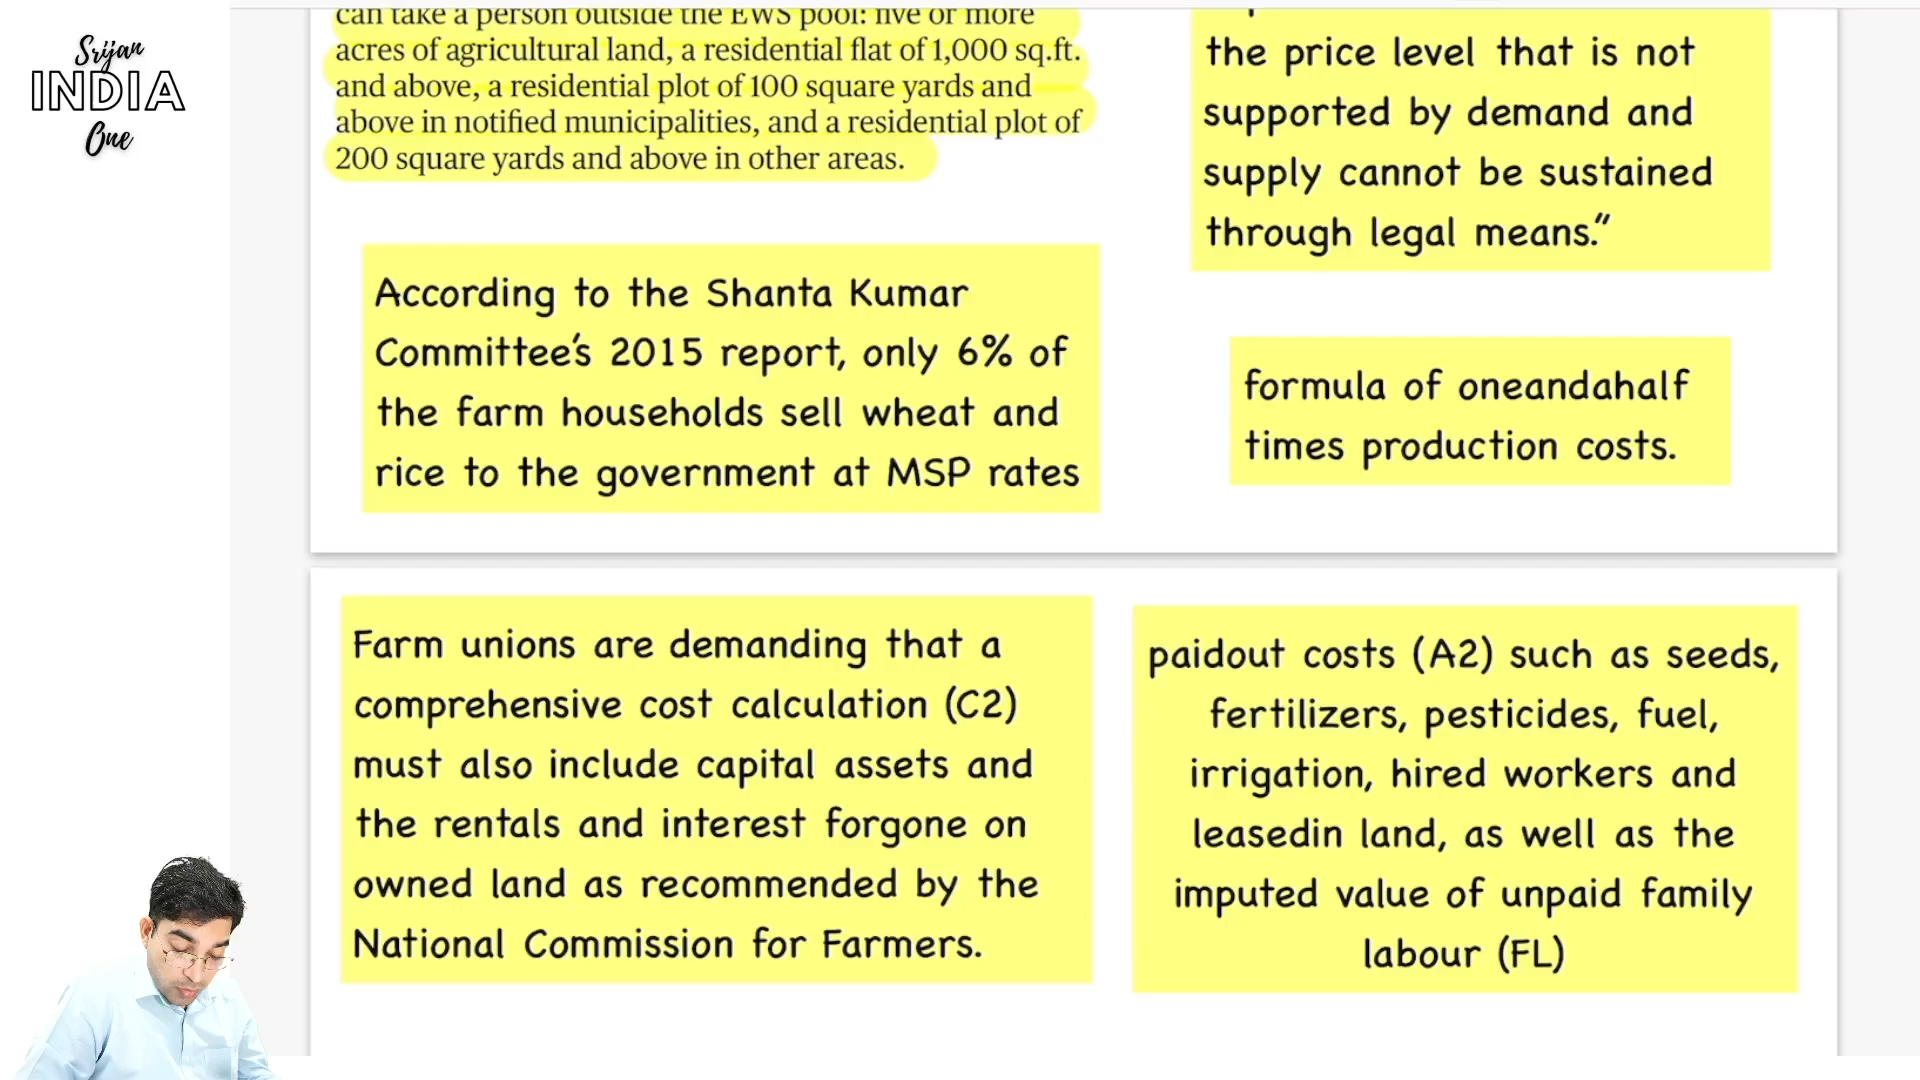 Srijan
INDIA
One
can take a person outside the EWS pool: five or more
acres of agricultural land, a residential flat of 1,000 sq.ft.
and above, a residential plot of 100 square yards and
above in notified municipalities, and a residential plot of
200 square yards and above in other areas.
the price level that is not
supported by demand and
supply cannot be sustained
through legal means.”
According to the Shanta Kumar
Committee’s 2015 report, only 6% of
the farm households sell wheat and
rice to the government at MSP rates
formula of oneandahalf
times production costs.
Farm unions are demanding that a
comprehensive cost calculation (C2)
must also include capital assets and
the rentals and interest forgone on
owned land as recommended by the
National Commission for Farmers.
paidout costs (A2) such as seeds,
fertilizers, pesticides, fuel,
irrigation, hired workers and
leasedin land, as well as the
imputed value of unpaid family
labour (FL)